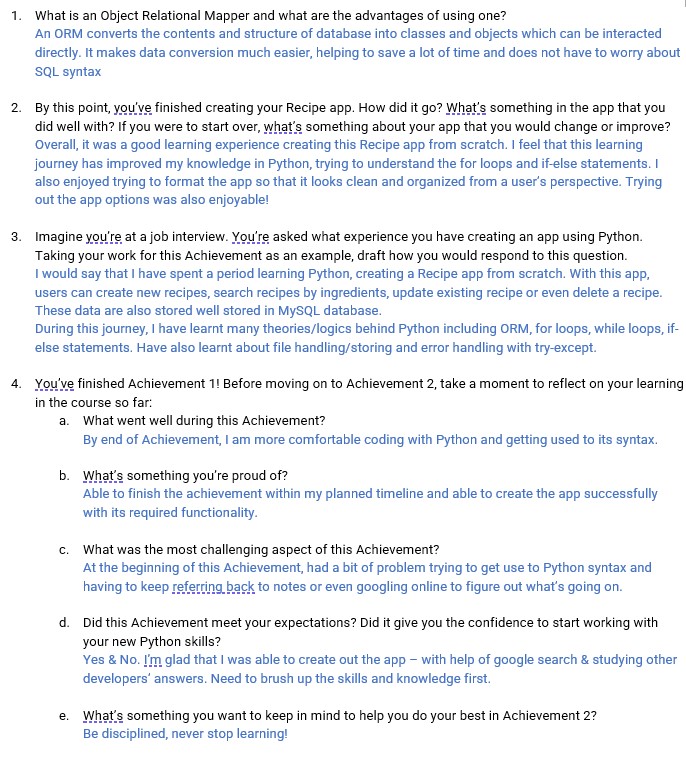 1. What is an Object Relational Mapper and what are the advantages of using one?
An ORM converts the contents and structure of database into classes and objects which can be interacted
directly. It makes data conversion much easier, helping to save a lot of time and does not have to worry about
SQL syntax
2. By this point, you've finished creating your Recipe app. How did it go? What's something in the app that you
did well with? If you were to start over, what's something about your app that you would change or improve?
Overall, it was a good learning experience creating this Recipe app from scratch. I feel that this learning
journey has improved my knowledge in Python, trying to understand the for loops and if-else statements. I
also enjoyed trying to format the app so that it looks clean and organized from a user's perspective. Trying
out the app options was also enjoyable!
3. Imagine you're at a job interview. You're asked what experience you have creating an app using Python.
Taking your work for this Achievement as an example, draft how you would respond to this question.
I would say that I have spent a period learning Python, creating a Recipe app from scratch. With this app,
users can create new recipes, search recipes by ingredients, update existing recipe or even delete a recipe.
These data are also stored well stored in MySQL database.
During this journey, I have learnt many theories/logics behind Python including ORM, for loops, while loops, if-
else statements. Have also learnt about file handling/storing and error handling with try-except.
4. You've finished Achievement 1! Before moving on to Achievement 2, take a moment to reflect on your learning
in the course so far:
a. What went well during this Achievement?
By end of Achievement, I am more comfortable coding with Python and getting used to its syntax.
b. What's something you're proud of?
Able to finish the achievement within my planned timeline and able to create the app successfully
with its required functionality.
c. What was the most challenging aspect of this Achievement?
At the beginning of this Achievement, had a bit of problem trying to get use to Python syntax and
having to keep referring back to notes or even googling online to figure out what's going on.
d. Did this Achievement meet your expectations? Did it give you the confidence to start working with
your new Python skills?
Yes & No. I'm glad that I was able to create out the app – with help of google search & studying other
developers' answers. Need to brush up the skills and knowledge first.
e. What's something you want to keep in mind to help you do your best in Achievement 2?
Be disciplined, never stop learning!